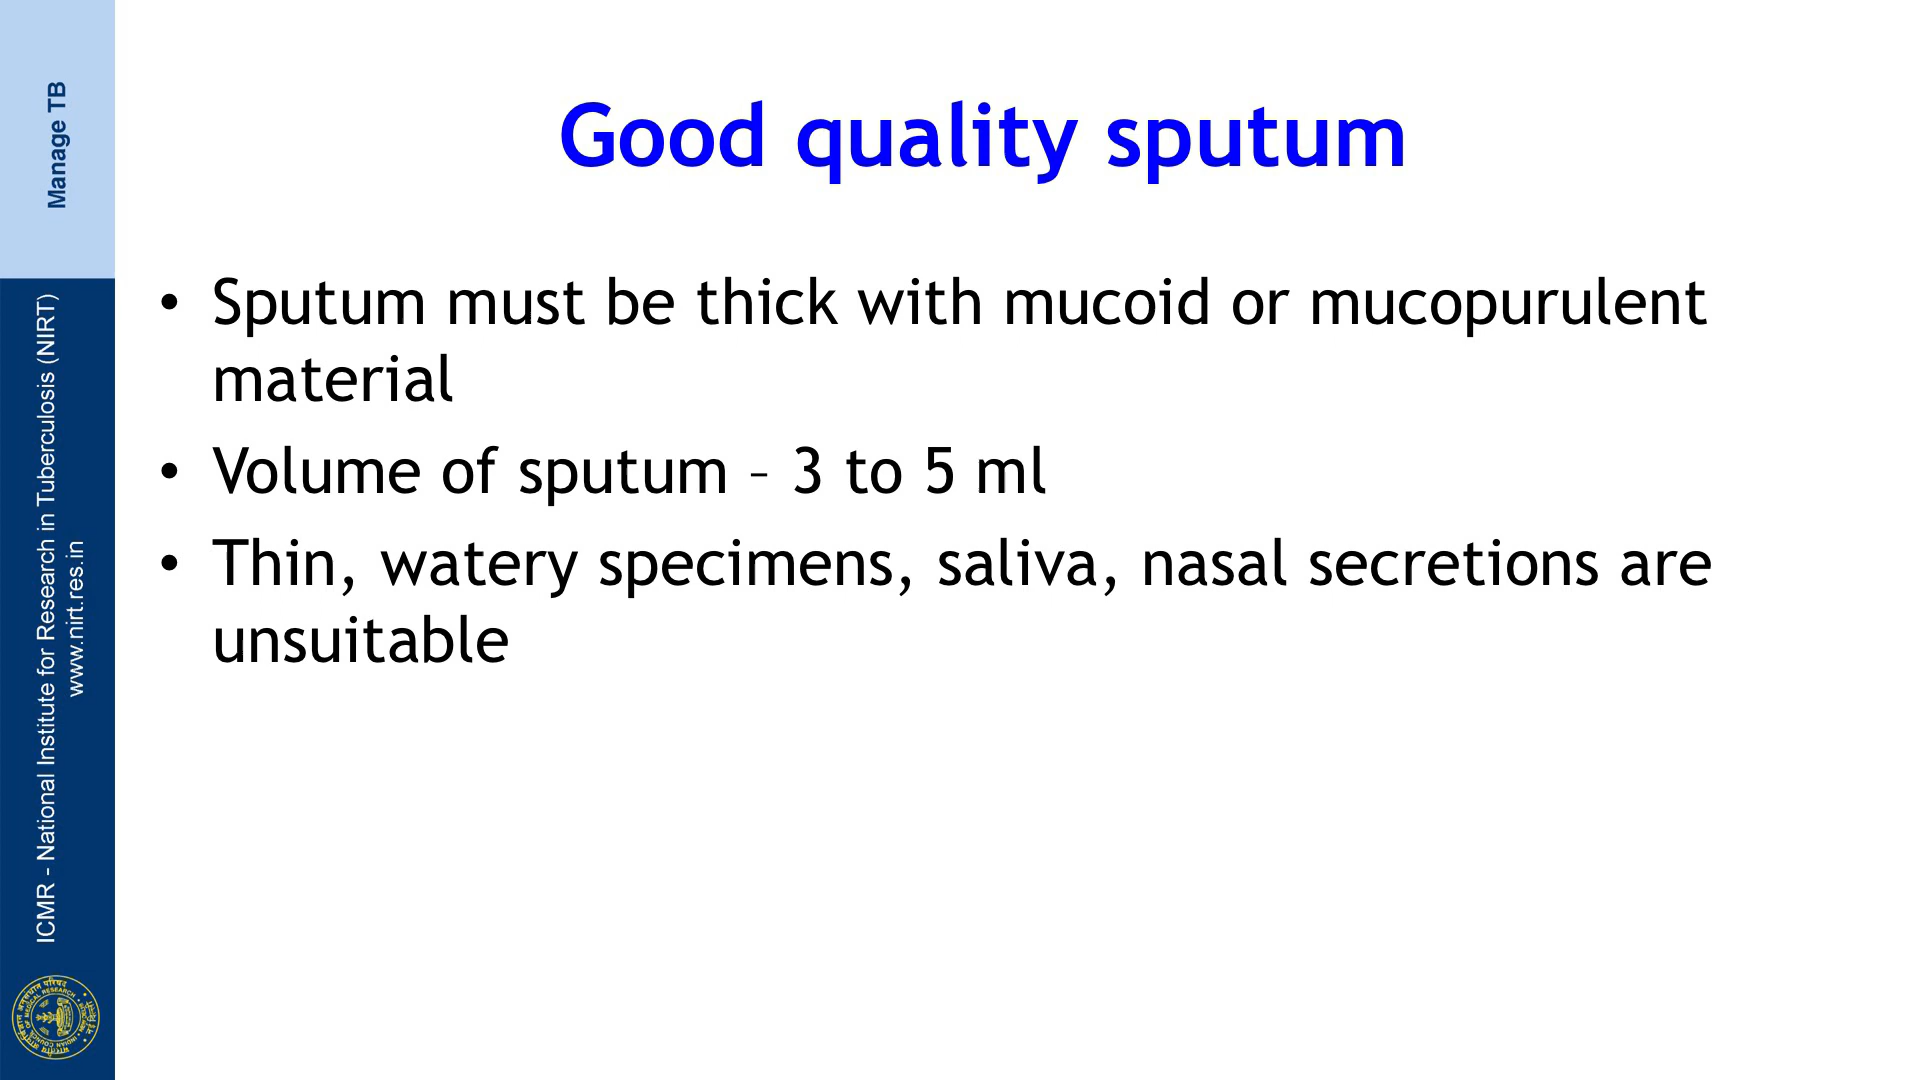 Manage TB
ICMR - National Institute for Research in Tuberculosis (NIRT)
www.nirt.res.in
Good quality sputum
• Sputum must be thick with mucoid or mucopurulent
material
• Volume of sputum – 3 to 5 ml
• Thin, watery specimens, saliva, nasal secretions are
unsuitable